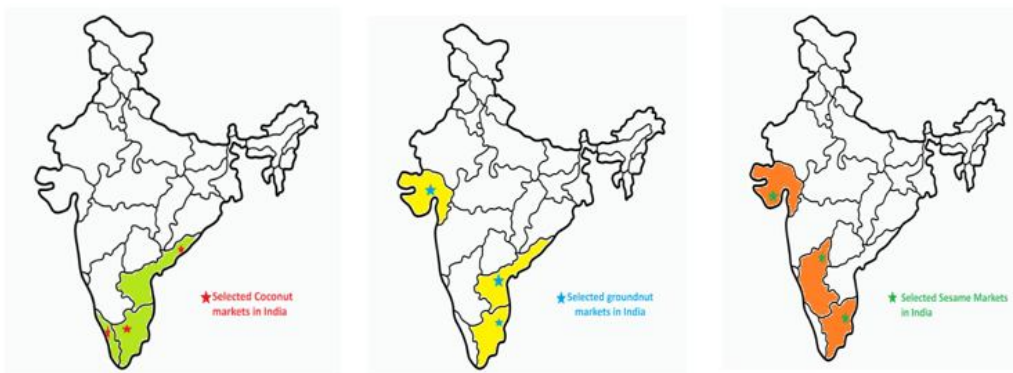 Selected Coconut
markets in India
Selected groundnut
markets in India
Selected Sesame Markets
in India